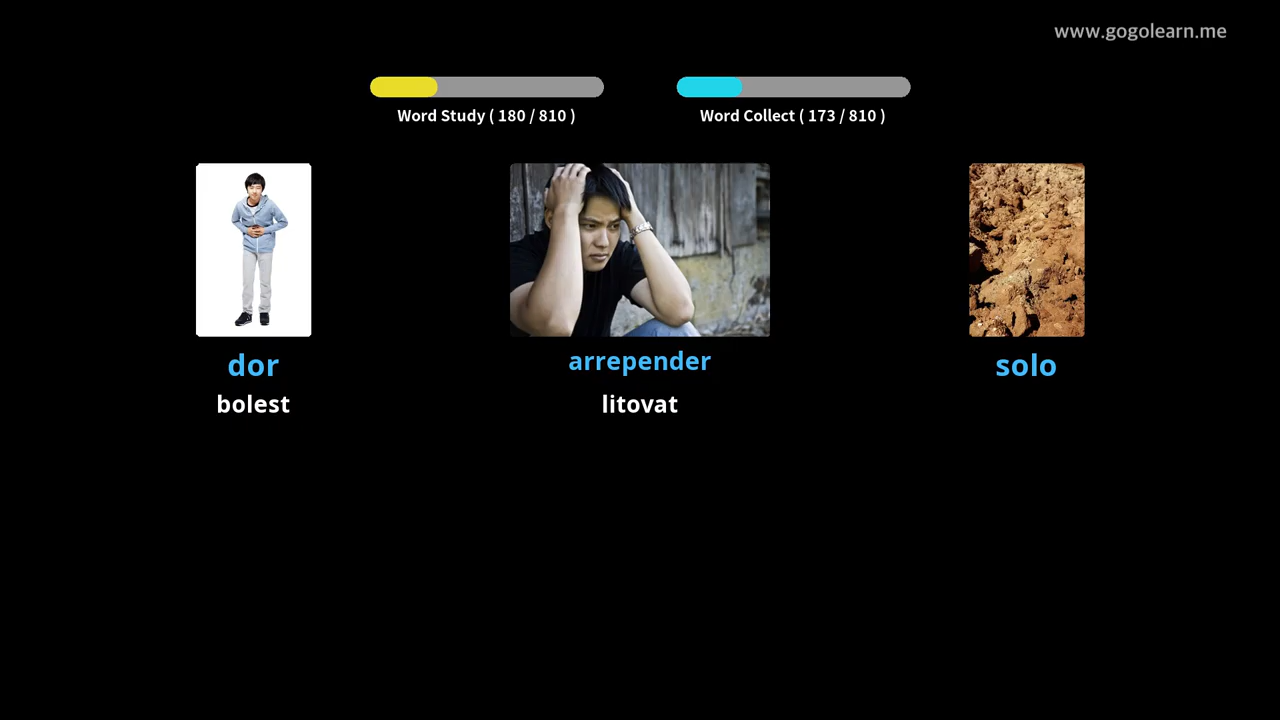 www.gogolearn.me
Word Study ( 180 / 810 )
Word Collect ( 173 / 810 )
dor
arrepender
solo
bolest
litovat